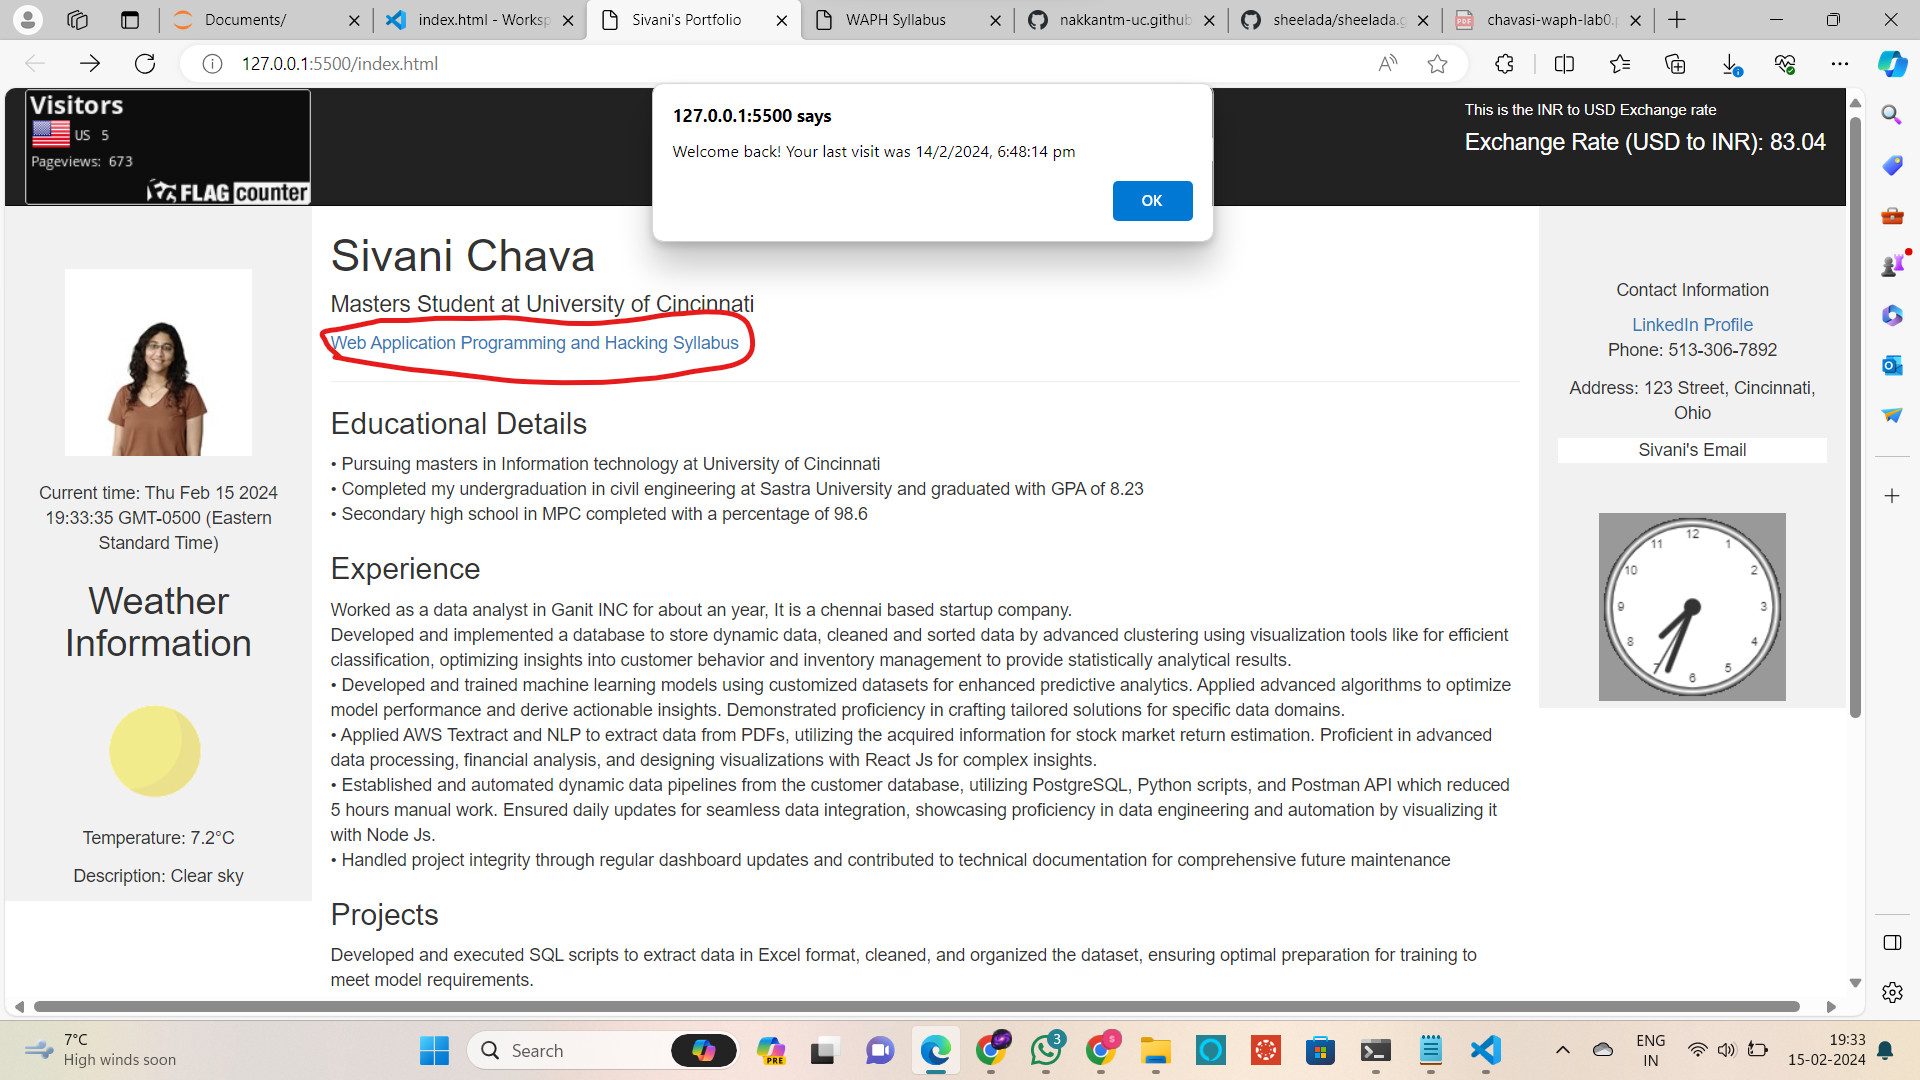 Documents/
index.html - Worksp
Sivani's Portfolio
WAPH Syllabus
nakkantm-uc.github
sheelada/sheelada.g
chavasi-waph-lab0.p
127.0.0.1:5500/index.html
Visitors
US 5
Pageviews: 673
FLAG counter
127.0.0.1:5500 says
Welcome back! Your last visit was 14/2/2024, 6:48:14 pm
OK
This is the INR to USD Exchange rate
Exchange Rate (USD to INR): 83.04
Current time: Thu Feb 15 2024
19:33:35 GMT-0500 (Eastern
Standard Time)
Weather
Information
Temperature: 7.2°C
Description: Clear sky
Sivani Chava
Masters Student at University of Cincinnati
Web Application Programming and Hacking Syllabus
Educational Details
• Pursuing masters in Information technology at University of Cincinnati
• Completed my undergraduation in civil engineering at Sastra University and graduated with GPA of 8.23
• Secondary high school in MPC completed with a percentage of 98.6
Experience
Worked as a data analyst in Ganit INC for about an year, It is a chennai based startup company.
Developed and implemented a database to store dynamic data, cleaned and sorted data by advanced clustering using visualization tools like for efficient
classification, optimizing insights into customer behavior and inventory management to provide statistically analytical results.
• Developed and trained machine learning models using customized datasets for enhanced predictive analytics. Applied advanced algorithms to optimize
model performance and derive actionable insights. Demonstrated proficiency in crafting tailored solutions for specific data domains.
• Applied AWS Textract and NLP to extract data from PDFs, utilizing the acquired information for stock market return estimation. Proficient in advanced
data processing, financial analysis, and designing visualizations with React Js for complex insights.
• Established and automated dynamic data pipelines from the customer database, utilizing PostgreSQL, Python scripts, and Postman API which reduced
5 hours manual work. Ensured daily updates for seamless data integration, showcasing proficiency in data engineering and automation by visualizing it
with Node Js.
• Handled project integrity through regular dashboard updates and contributed to technical documentation for comprehensive future maintenance
Projects
Developed and executed SQL scripts to extract data in Excel format, cleaned, and organized the dataset, ensuring optimal preparation for training to
meet model requirements.
Contact Information
LinkedIn Profile
Phone: 513-306-7892
Address: 123 Street, Cincinnati,
Ohio
Sivani's Email
12
1
2
3
4
5
6
7
8
9
10
11
7°C
High winds soon
Search
PRE
3
S
ENG
IN
19:33
15-02-2024